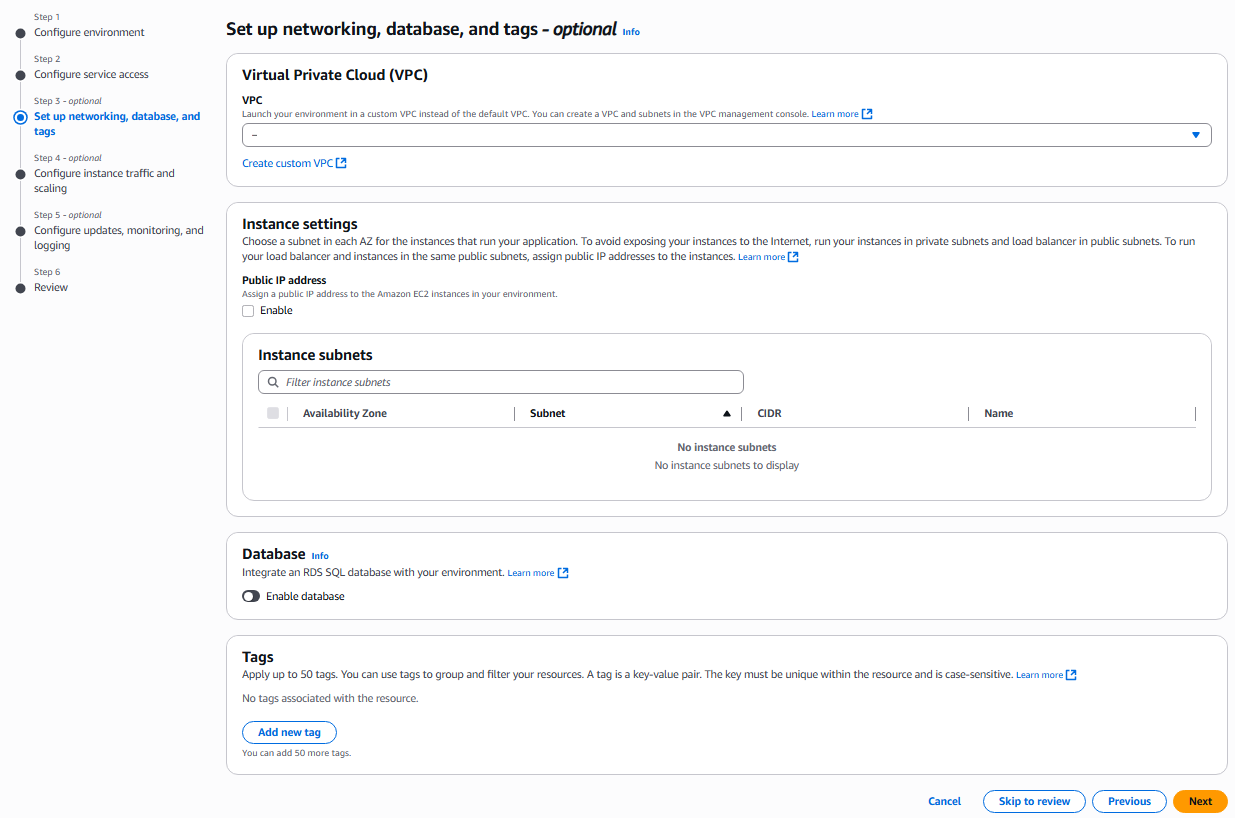 Step 1
Configure environment
Step 2
Configure service access
Step 3 - optional
Set up networking, database, and
tags
Step 4 - optional
Configure instance traffic and
scaling
Step 5 - optional
Configure updates, monitoring, and
logging
Step 6
Review
Set up networking, database, and tags - optional Info
Virtual Private Cloud (VPC)
VPC
Launch your environment in a custom VPC instead of the default VPC. You can create a VPC and subnets in the VPC management console. Learn more
–
Create custom VPC
Instance settings
Choose a subnet in each AZ for the instances that run your application. To avoid exposing your instances to the Internet, run your instances in private subnets and load balancer in public subnets. To run
your load balancer and instances in the same public subnets, assign public IP addresses to the instances. Learn more
Public IP address
Assign a public IP address to the Amazon EC2 instances in your environment.
Enable
Instance subnets
Filter instance subnets
Availability Zone Subnet CIDR Name
No instance subnets
No instance subnets to display
Database Info
Integrate an RDS SQL database with your environment. Learn more
Enable database
Tags
Apply up to 50 tags. You can use tags to group and filter your resources. A tag is a key-value pair. The key must be unique within the resource and is case-sensitive. Learn more
No tags associated with the resource.
Add new tag
You can add 50 more tags.
Cancel Skip to review Previous Next